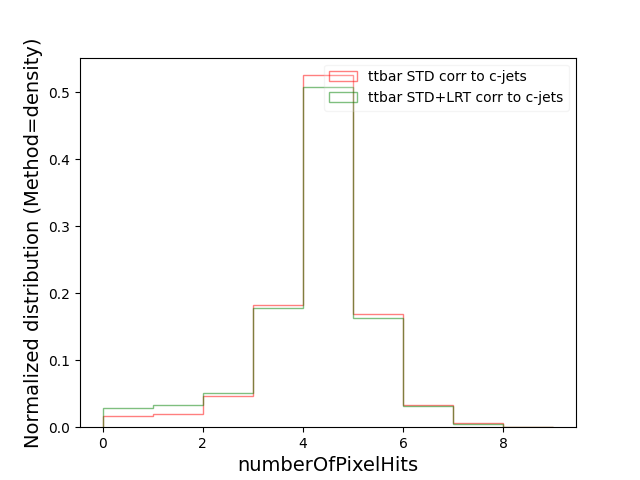 ttbar STD corr to c-jets
ttbar STD+LRT corr to c-jets
Normalized distribution (Method=density)
0.5
0.4
0.3
0.2
0.1
0.0
0 2 4 6 8
numberOfPixelHits